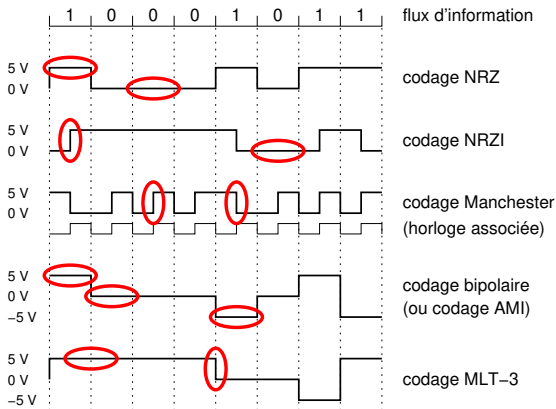 1 0 0 0 1 0 1 1 flux d'information
5 V
0 V
codage NRZ
5 V
0 V
codage NRZI
5 V
0 V
codage Manchester
(horloge associée)
5 V
0 V
−5 V
codage bipolaire
(ou codage AMI)
5 V
0 V
−5 V
codage MLT−3